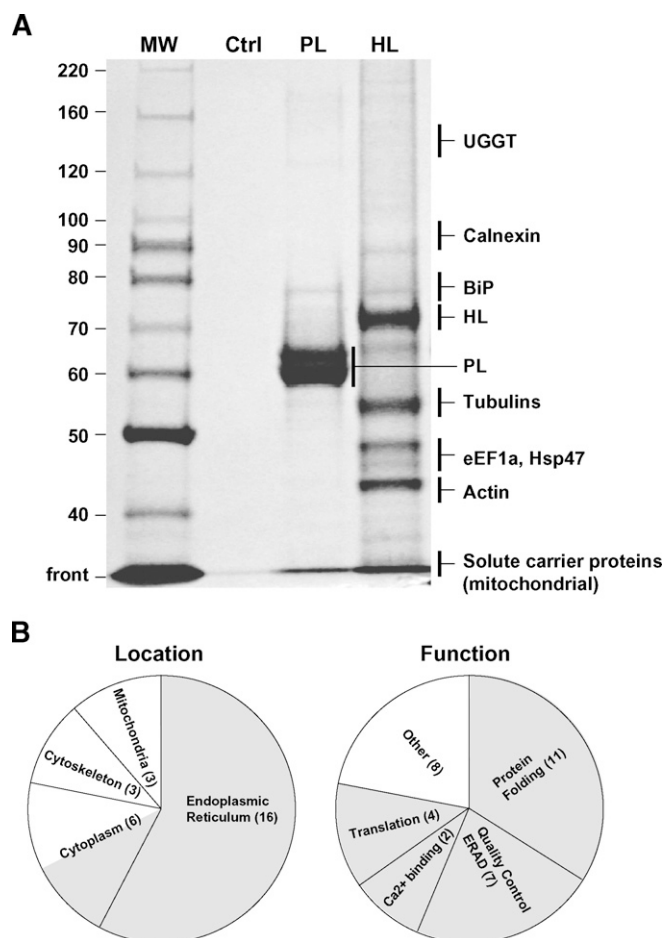 A
MW Ctrl PL HL
220
160
120
100
90
80
70
60
50
40
front
UGGT
Calnexin
BiP
HL
PL
Tubulins
eEF1a, Hsp47
Actin
Solute carrier proteins
(mitochondrial)
B
Location
Mitochondria (3)
Cytoskeleton (3)
Cytoplasm (6)
Endoplasmic
Reticulum (16)
Function
Other (8)
Protein
Folding (11)
Translation (4)
Ca2+ binding (2)
Quality Control
ERAD (7)